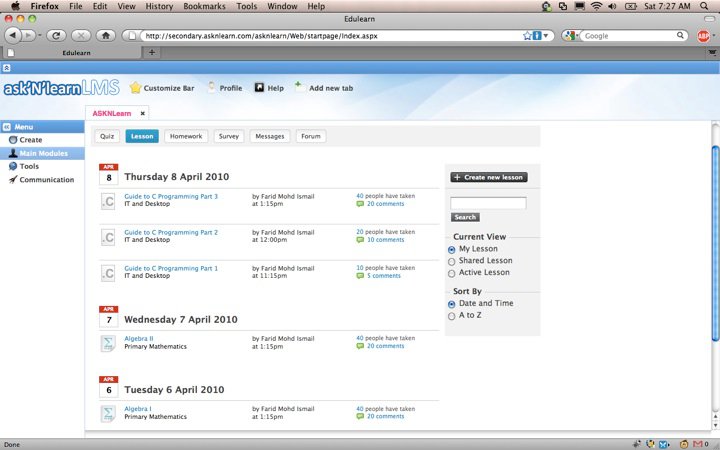 Firefox File Edit View History Bookmarks Tools Window Help
Sat 7:27 AM
Edulearn
http://secondary.asknlearn.com/asknlearn/Web/startpage/Index.aspx
Google
ABP
Edulearn
ask'N'learn LMS
Customize Bar
Profile
Help
Add new tab
ASKNLearn
Menu
Create
Main Modules
Tools
Communication
Quiz
Lesson
Homework
Survey
Messages
Forum
APR
8
Thursday 8 April 2010
.C
Guide to C Programming Part 3
IT and Desktop
by Farid Mohd Ismail
at 1:15pm
40 people have taken
20 comments
.C
Guide to C Programming Part 2
IT and Desktop
by Farid Mohd Ismail
at 12:00pm
20 people have taken
10 comments
.C
Guide to C Programming Part 1
IT and Desktop
by Farid Mohd Ismail
at 11:15pm
10 people have taken
5 comments
APR
7
Wednesday 7 April 2010
Algebra II
Primary Mathematics
by Farid Mohd Ismail
at 1:15pm
40 people have taken
20 comments
APR
6
Tuesday 6 April 2010
Algebra I
Primary Mathematics
by Farid Mohd Ismail
at 1:15pm
40 people have taken
20 comments
+ Create new lesson
Search
Current View
My Lesson
Shared Lesson
Active Lesson
Sort By
Date and Time
A to Z
Done
0